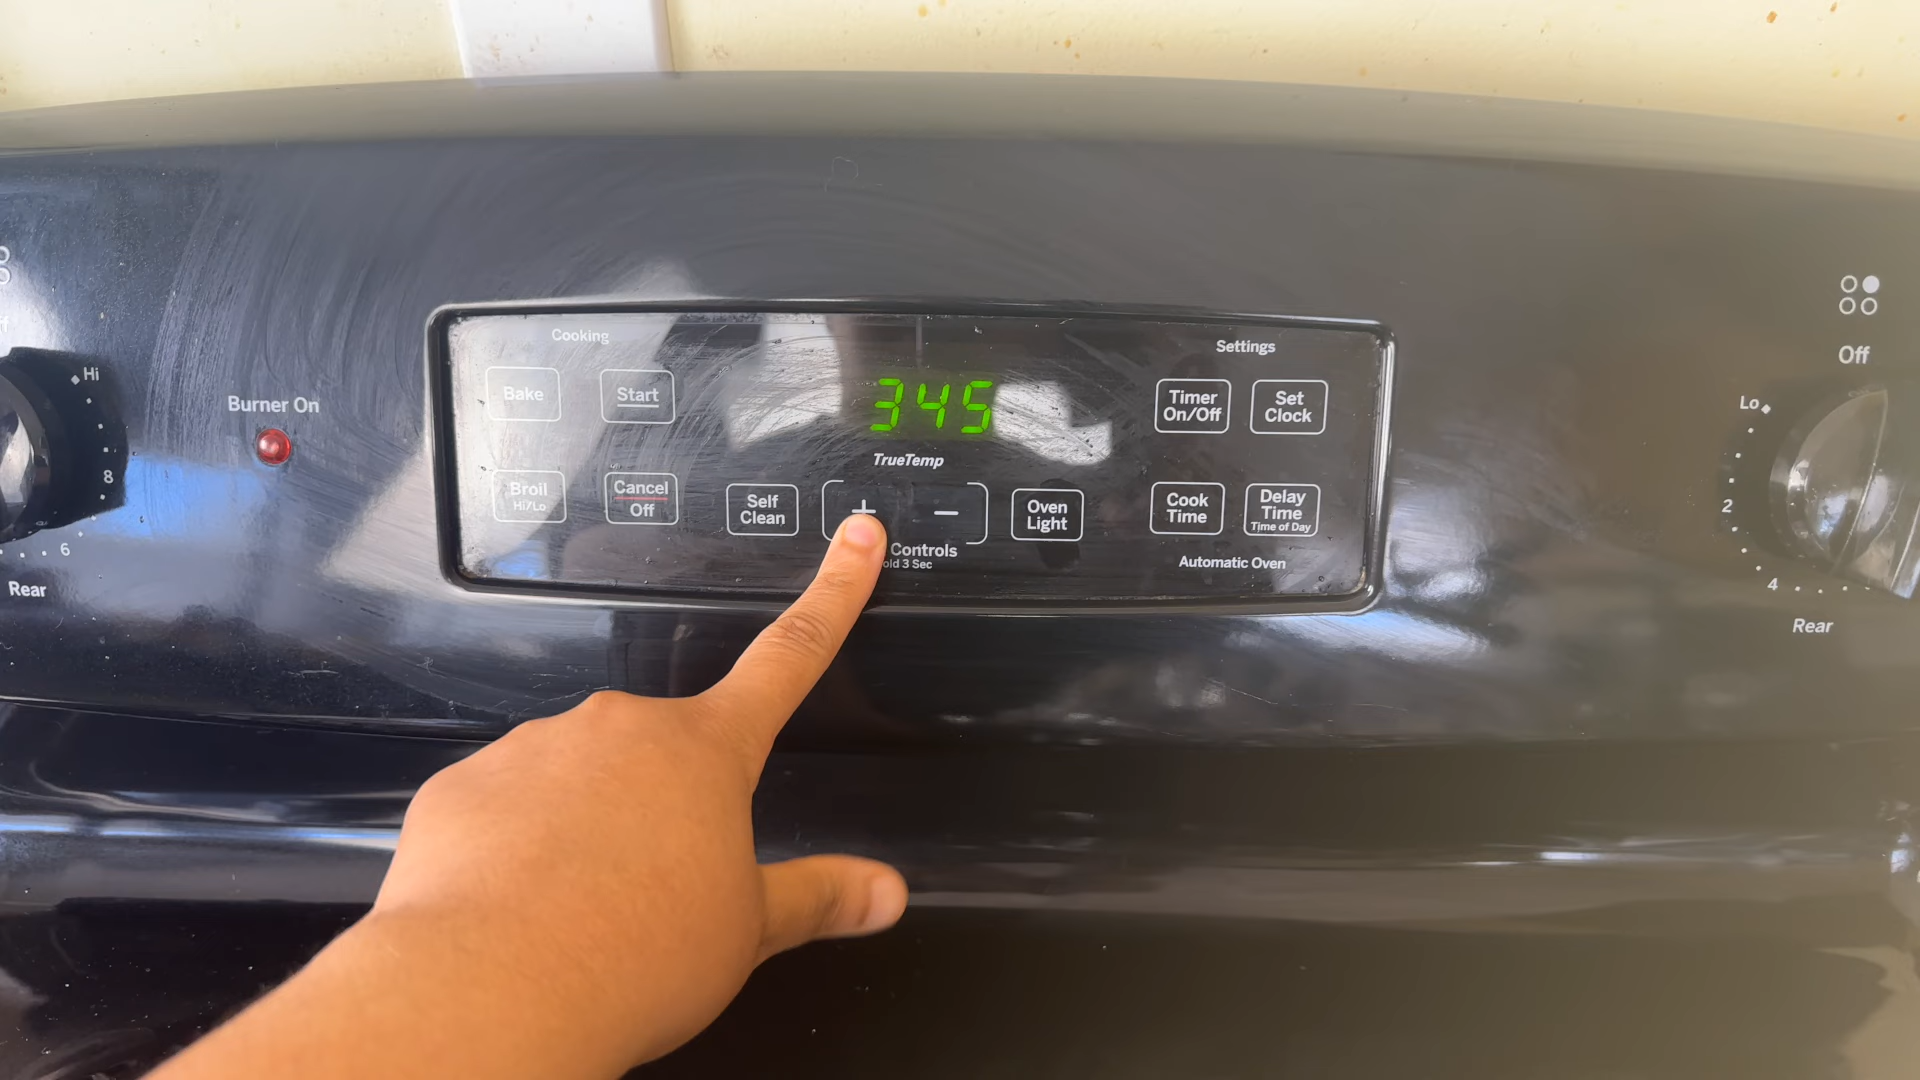 Hi
8
6
Rear
Burner On
Cooking
Bake
Start
Broil
Hi/Lo
Cancel
Off
Self
Clean
345
TrueTemp
+
−
Controls
3 Sec
Oven
Light
Settings
Timer
On/Off
Set
Clock
Cook
Time
Delay
Time
Time of Day
Automatic Oven
Off
Lo
2
4
Rear